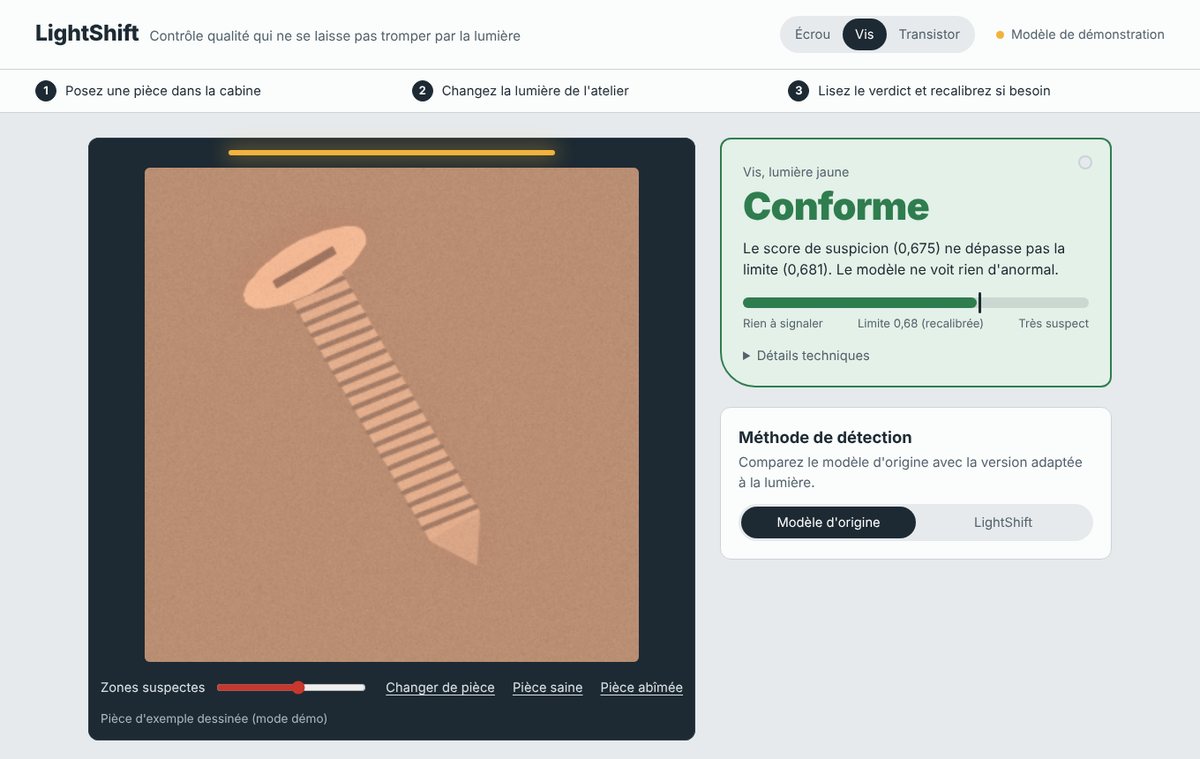 LightShift
Contrôle qualité qui ne se laisse pas tromper par la lumière
Écrou
Vis
Transistor
Modèle de démonstration
1 Posez une pièce dans la cabine
2 Changez la lumière de l'atelier
3 Lisez le verdict et recalibrez si besoin
Vis, lumière jaune
Conforme
Le score de suspicion (0,675) ne dépasse pas la
limite (0,681). Le modèle ne voit rien d'anormal.
Rien à signaler
Limite 0,68 (recalibrée)
Très suspect
Détails techniques
Méthode de détection
Comparez le modèle d'origine avec la version adaptée
à la lumière.
Modèle d'origine
LightShift
Zones suspectes
Changer de pièce
Pièce saine
Pièce abîmée
Pièce d'exemple dessinée (mode démo)